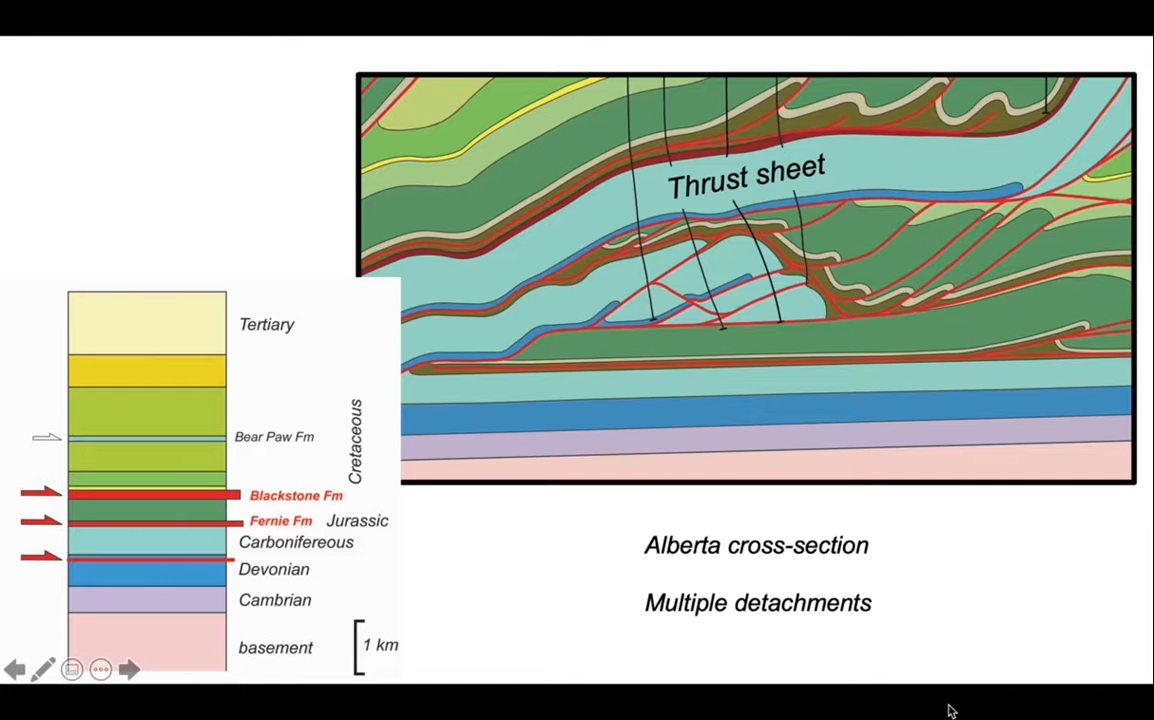 Thrust sheet
Tertiary
Bear Paw Fm
Cretaceous
Blackstone Fm
Fernie Fm Jurassic
Carbonifereous
Devonian
Cambrian
basement
1 km
Alberta cross-section
Multiple detachments